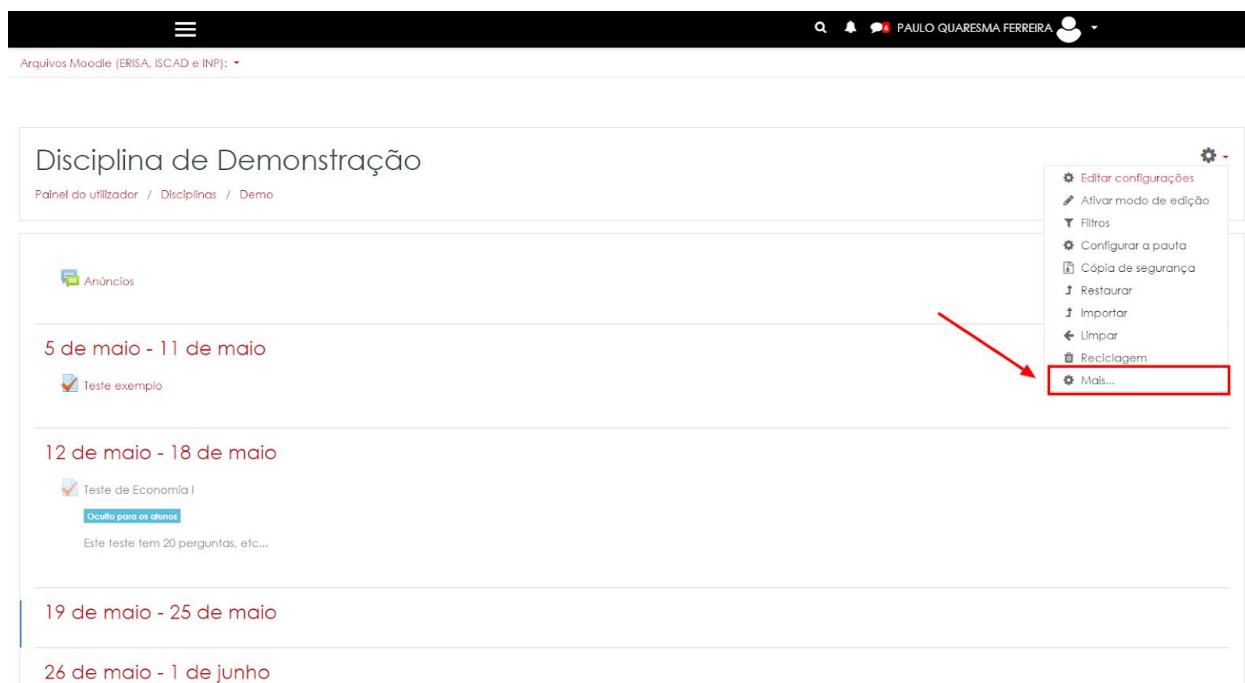 6 PAULO QUARESMA FERREIRA
Arquivos Moodle (ERISA, ISCAD e INP):
Disciplina de Demonstração
Painel do utilizador / Disciplinas / Demo
Editar configurações
Ativar modo de edição
Filtros
Configurar a pauta
Cópia de segurança
Restaurar
Importar
Limpar
Reciclagem
Mais...
Anúncios
5 de maio - 11 de maio
Teste exemplo
12 de maio - 18 de maio
Teste de Economia I
Oculto para os alunos
Este teste tem 20 perguntas, etc...
19 de maio - 25 de maio
26 de maio - 1 de junho